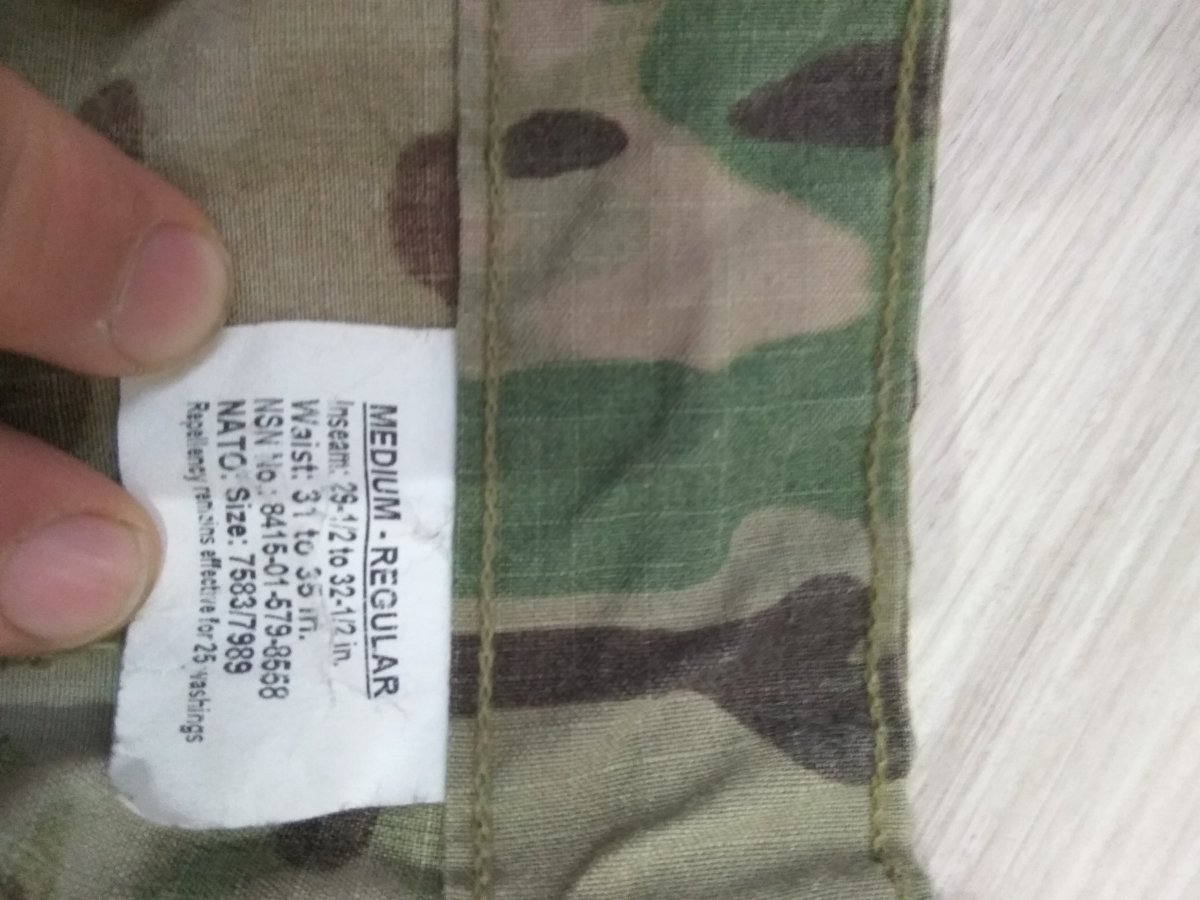 MEDIUM - REGULAR
Inseam: 29-1/2 to 32-1/2 in.
Waist: 31 to 35 in.
NSN No.: 8415-01-579-8558
NATO: Size: 7583/7989
Repellency remains effective for 25 washings